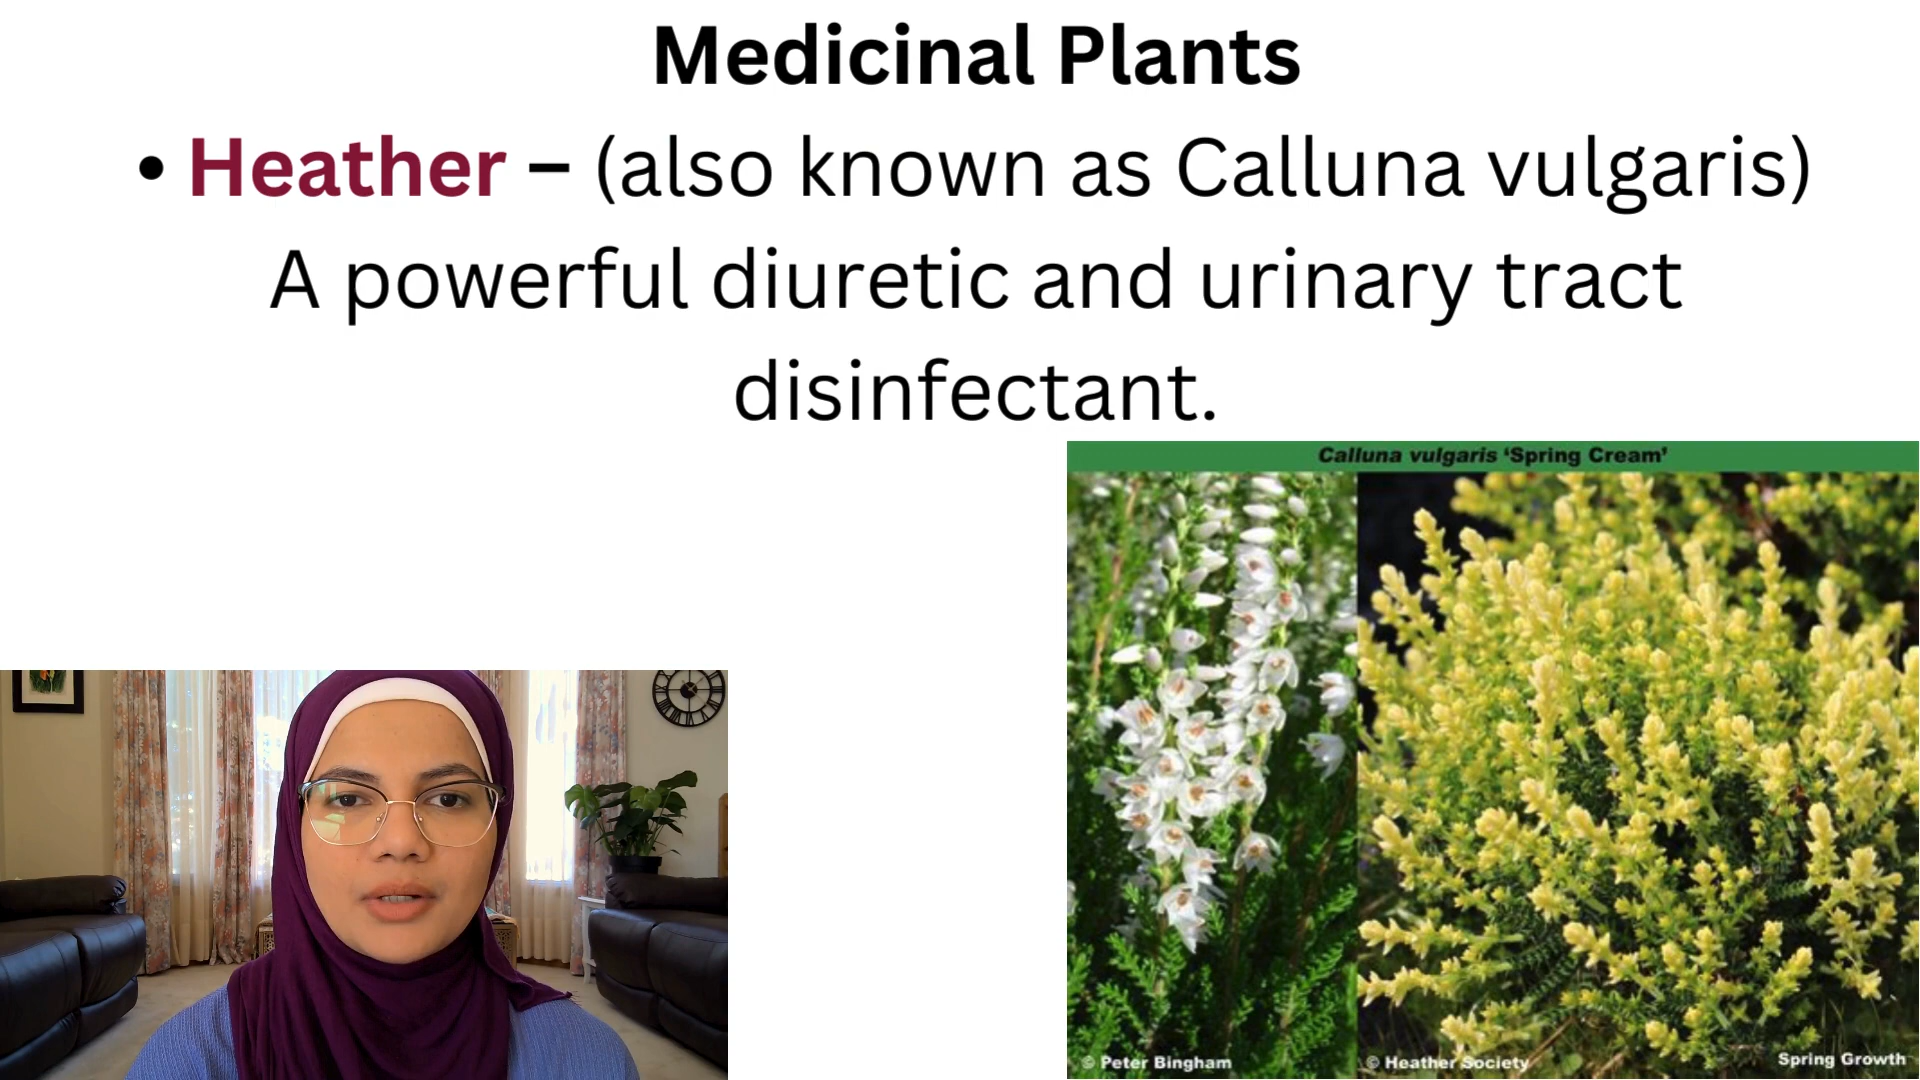 Medicinal Plants
• Heather – (also known as Calluna vulgaris)
A powerful diuretic and urinary tract
disinfectant.
Calluna vulgaris ‘Spring Cream’
© Peter Bingham
© Heather Society
Spring Growth